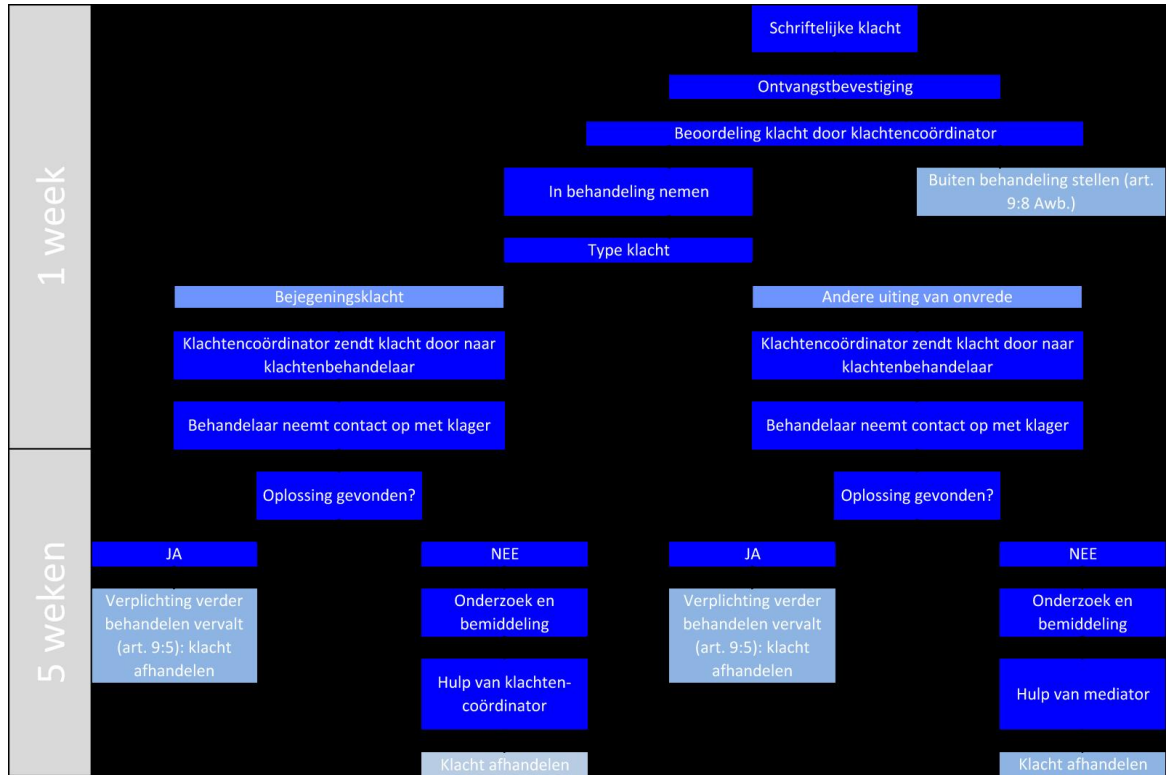 1 week
Schriftelijke klacht
Ontvangstbevestiging
Beoordeling klacht door klachtencoördinator
In behandeling nemen
Buiten behandeling stellen (art.
9:8 Awb.)
Type klacht
Bejegeningsklacht
Andere uiting van onvrede
Klachtencoördinator zendt klacht door naar
klachtenbehandelaar
Klachtencoördinator zendt klacht door naar
klachtenbehandelaar
Behandelaar neemt contact op met klager
Behandelaar neemt contact op met klager
5 weken
Oplossing gevonden?
Oplossing gevonden?
JA
NEE
JA
NEE
Verplichting verder
behandelen vervalt
(art. 9:5): klacht
afhandelen
Onderzoek en
bemiddeling
Verplichting verder
behandelen vervalt
(art. 9:5): klacht
afhandelen
Onderzoek en
bemiddeling
Hulp van klachten-
coördinator
Hulp van mediator
Klacht afhandelen
Klacht afhandelen